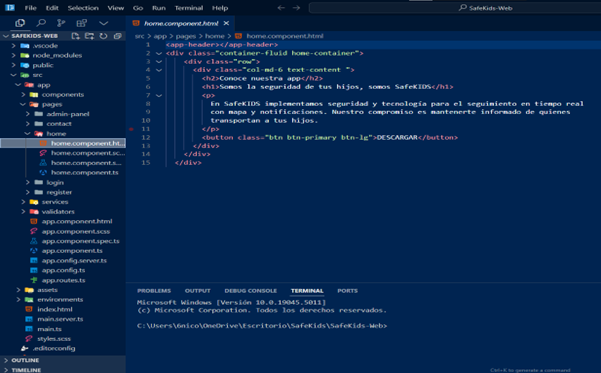 File Edit Selection View Go Run Terminal Help
SafeKids-Web
SAFEKIDS-WEB
.vscode
node_modules
public
src
app
components
pages
admin-panel
contact
home
home.component.ht...
home.component.sc...
home.component.s...
home.component.ts
login
register
services
validators
app.component.html
app.component.scss
app.component.spec.ts
app.component.ts
app.config.server.ts
app.config.ts
app.routes.ts
assets
environments
index.html
main.server.ts
main.ts
styles.scss
.editorconfig
OUTLINE
TIMELINE
home.component.html
src > app > pages > home > home.component.html
1 <app-header></app-header>
2 <div class="container-fluid home-container">
3 <div class="row">
4 <div class="col-md-6 text-content ">
5 <h2>Conoce nuestra app</h2>
6 <h1>Somos la seguridad de tus hijos, somos SafeKIDS</h1>
7 <p>
8 En SafeKIDS implementamos seguridad y tecnología para el seguimiento en tiempo real
9 con mapa y notificaciones. Nuestro compromiso es mantenerte informado de quienes
10 transportan a tus hijos.
11 </p>
12 <button class="btn btn-primary btn-lg">DESCARGAR</button>
13 </div>
14 </div>
15 </div>
PROBLEMS OUTPUT DEBUG CONSOLE TERMINAL PORTS
Microsoft Windows [Versión 10.0.19045.5011]
(c) Microsoft Corporation. Todos los derechos reservados.
C:\Users\6nico\OneDrive\Escritorio\SafeKids\SafeKids-Web>
Ctrl+K to generate a command